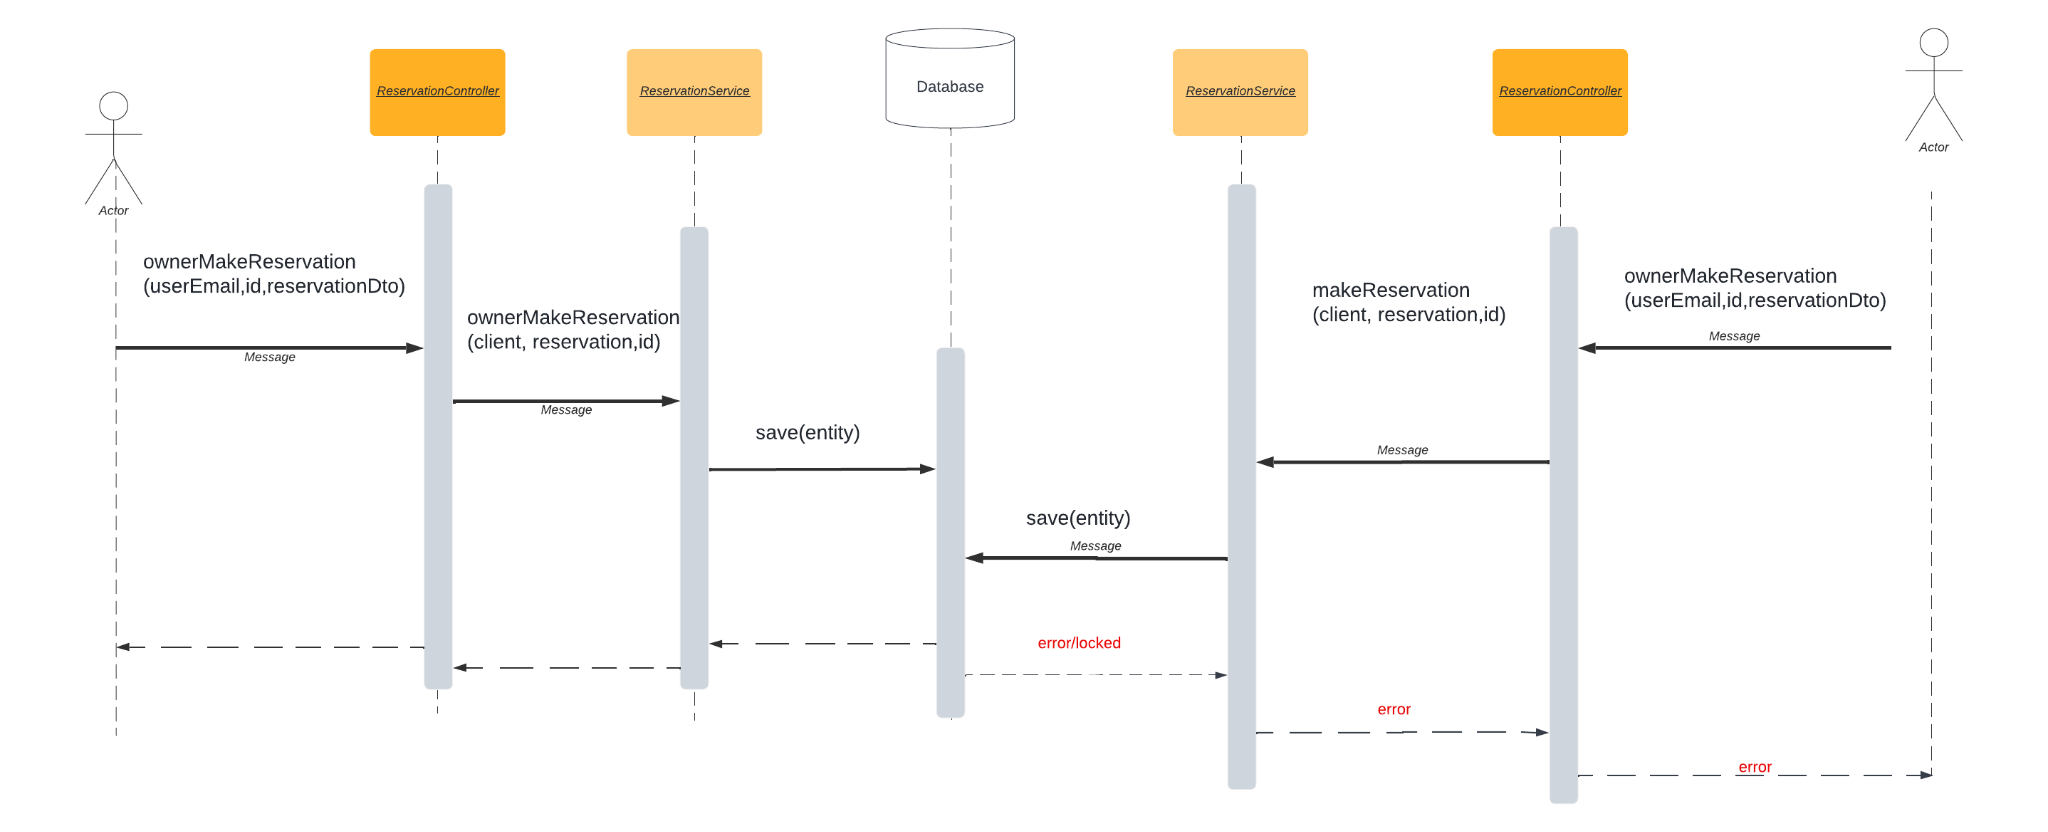 ReservationController
ReservationService
Database
ReservationService
ReservationController
Actor
Actor
ownerMakeReservation
(userEmail,id,reservationDto)
Message
ownerMakeReservation
(client, reservation,id)
Message
save(entity)
makeReservation
(client, reservation,id)
Message
ownerMakeReservation
(userEmail,id,reservationDto)
Message
save(entity)
Message
error/locked
error
error